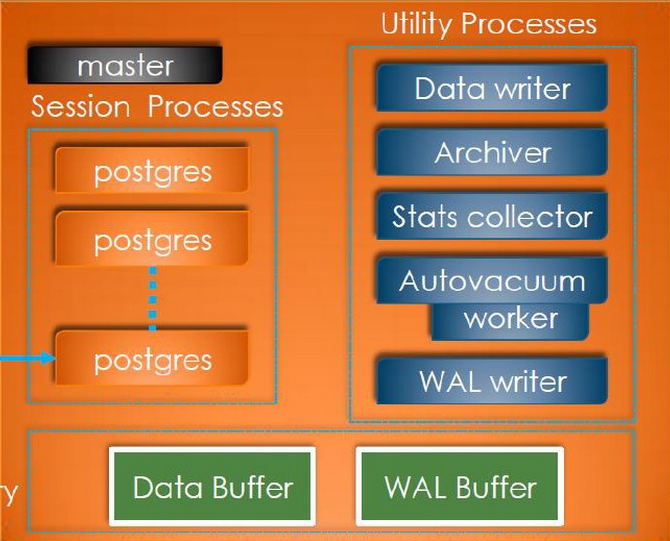 Utility Processes
master
Session Processes
postgres
postgres
postgres
Data writer
Archiver
Stats collector
Autovacuum
worker
WAL writer
ry
Data Buffer
WAL Buffer